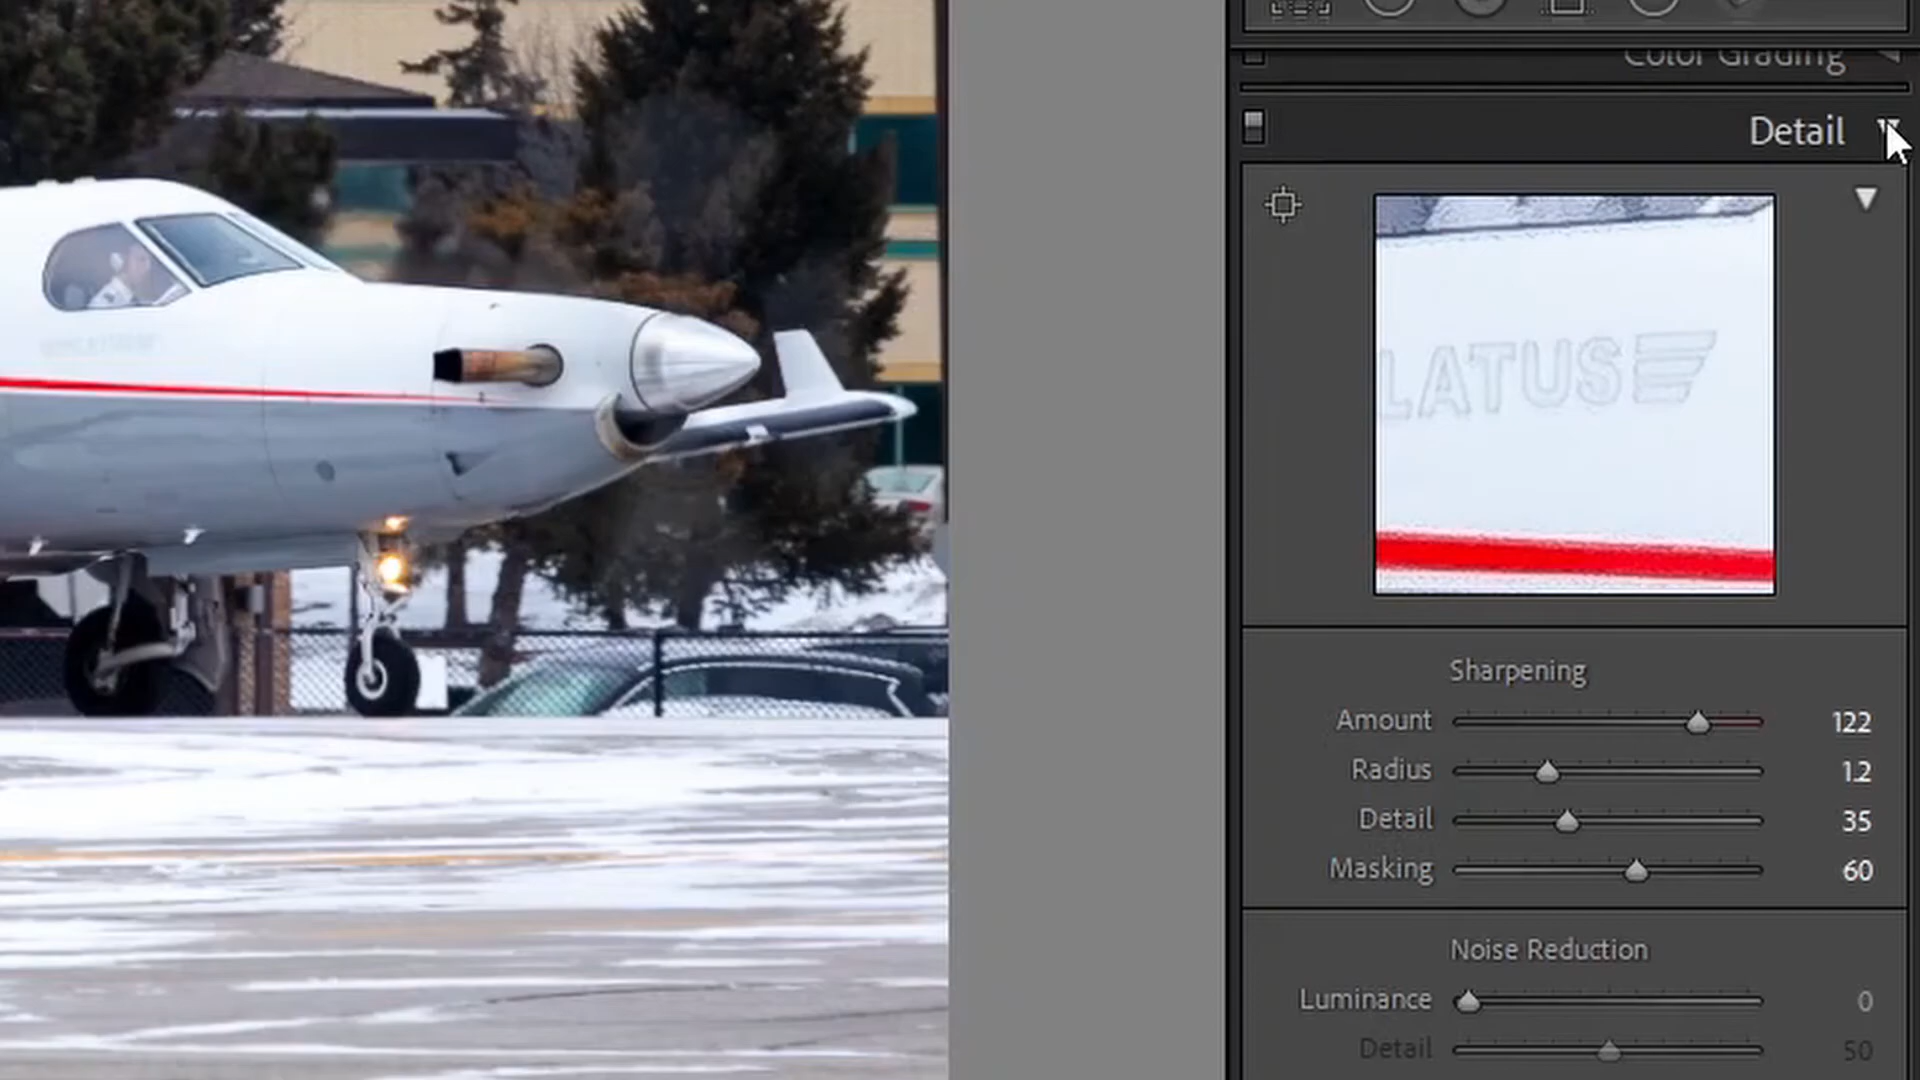 Color Grading
Detail
LATUS
Sharpening
Amount 122
Radius 1.2
Detail 35
Masking 60
Noise Reduction
Luminance 0
Detail 50